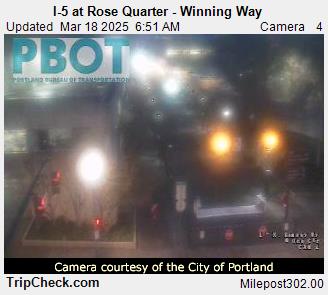 I-5 at Rose Quarter - Winning Way
Updated Mar 18 2025 6:51 AM Camera 4
PBOT
PORTLAND BUREAU OF TRANSPORTATION
Camera courtesy of the City of Portland
TripCheck.com Milepost302.00